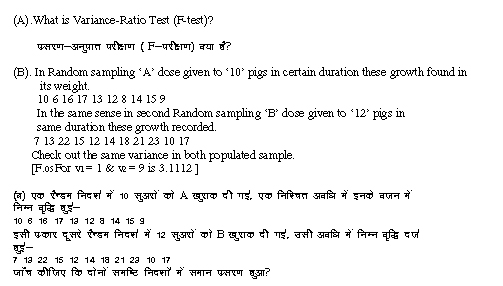 (A).What is Variance-Ratio Test (F-test)?
प्रसरण–अनुपात परीक्षण ( F–परीक्षण) क्या है?
(B). In Random sampling ‘A’ dose given to ‘10’ pigs in certain duration these growth found in
its weight.
10 6 16 17 13 12 8 14 15 9
In the same sense in second Random sampling ‘B’ dose given to ‘12’ pigs in
same duration these growth recorded.
7 13 22 15 12 14 18 21 23 10 17
Check out the same variance in both populated sample.
[F.05 For v1 = 1 & v2 = 9 is 3.1112 ]
(ब) एक रैन्डम निदर्श में 10 सुअरों को A खुराक दी गई, एक निश्चित अवधि में इनके वजन में
निम्न वृद्धि हुई–
10 6 16 17 13 12 8 14 15 9
इसी प्रकार दूसरे रैन्डम निदर्श में 12 सुअरों को B खुराक दी गई, उसी अवधि में निम्न वृद्धि दर्ज
हुई–
7 13 22 15 12 14 18 21 23 10 17
जाँच कीजिए कि दोनों समष्टि निदर्शों में समान प्रसरण हुआ?